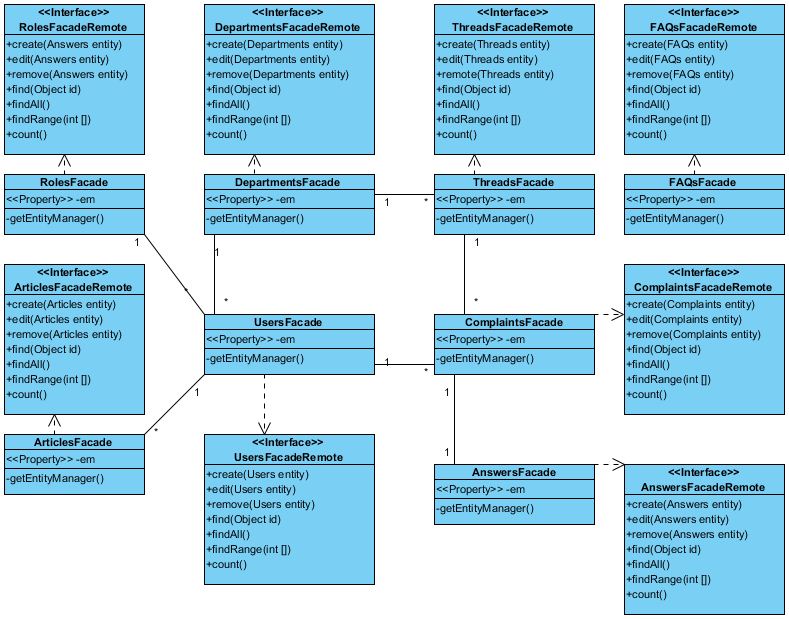 <<Interface>>
RolesFacadeRemote
+create(Answers entity)
+edit(Answers entity)
+remove(Answers entity)
+find(Object id)
+findAll()
+findRange(int [])
+count()
<<Interface>>
DepartmentsFacadeRemote
+create(Departments entity)
+edit(Departments entity)
+remove(Departments entity)
+find(Object id)
+findAll()
+findRange(int [])
+count()
<<Interface>>
ThreadsFacadeRemote
+create(Threads entity)
+edit(Threads entity)
+remote(Threads entity)
+find(Object id)
+findAll()
+findRange(int [])
+count()
<<Interface>>
FAQsFacadeRemote
+create(FAQs entity)
+edit(FAQs entity)
+remove(FAQs entity)
+find(Object id)
+findAll()
+findRange(int [])
+count()
RolesFacade
<<Property>> -em
-getEntityManager()
DepartmentsFacade
<<Property>> -em
-getEntityManager()
1
*
ThreadsFacade
<<Property>> -em
-getEntityManager()
FAQsFacade
<<Property>> -em
-getEntityManager()
1
*
1
*
1
*
<<Interface>>
ArticlesFacadeRemote
+create(Articles entity)
+edit(Articles entity)
+remove(Articles entity)
+find(Object id)
+findAll()
+findRange(int [])
+count()
UsersFacade
<<Property>> -em
-getEntityManager()
1
*
ComplaintsFacade
<<Property>> -em
-getEntityManager()
<<Interface>>
ComplaintsFacadeRemote
+create(Complaints entity)
+edit(Complaints entity)
+remove(Complaints entity)
+find(Object id)
+findAll()
+findRange(int [])
+count()
1
*
1
1
ArticlesFacade
<<Property>> -em
-getEntityManager()
<<Interface>>
UsersFacadeRemote
+create(Users entity)
+edit(Users entity)
+remove(Users entity)
+find(Object id)
+findAll()
+findRange(int [])
+count()
AnswersFacade
<<Property>> -em
-getEntityManager()
<<Interface>>
AnswersFacadeRemote
+create(Answers entity)
+edit(Answers entity)
+remove(Answers entity)
+find(Object id)
+findAll()
+findRange(int [])
+count()